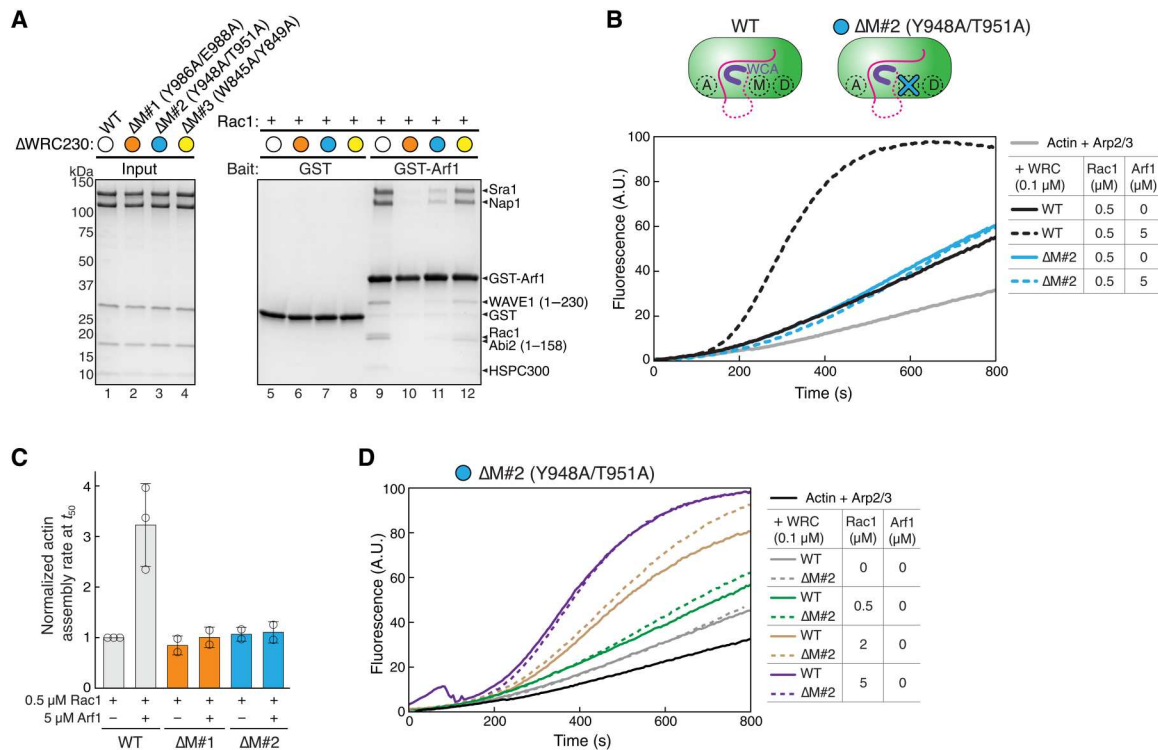 A
WT
ΔM#1 (Y986A/E988A)
ΔM#2 (Y948A/T951A)
ΔM#3 (W845A/Y849A)
ΔWRC230:
Rac1: + + + + + + + +
kDa
Input
Bait: GST GST-Arf1
150
100
75
50
37
25
20
15
10
Sra1
Nap1
GST-Arf1
WAVE1 (1–230)
GST
Rac1
Abi2 (1–158)
HSPC300
1 2 3 4 5 6 7 8 9 10 11 12
B
WT ΔM#2 (Y948A/T951A)
WCA
A M D A D
Fluorescence (A.U.)
100
80
60
40
20
0
0 200 400 600 800
Time (s)
Actin + Arp2/3
+ WRC (0.1 μM) Rac1 (μM) Arf1 (μM)
WT 0.5 0
WT 0.5 5
ΔM#2 0.5 0
ΔM#2 0.5 5
C
Normalized actin
assembly rate at t50
4
3
2
1
0
0.5 μM Rac1 + + + + + +
5 μM Arf1 – + – + – +
WT ΔM#1 ΔM#2
D
ΔM#2 (Y948A/T951A)
Fluorescence (A.U.)
100
80
60
40
20
0
0 200 400 600 800
Time (s)
Actin + Arp2/3
+ WRC (0.1 μM) Rac1 (μM) Arf1 (μM)
WT
ΔM#2
0 0
WT
ΔM#2
0.5 0
WT
ΔM#2
2 0
WT
ΔM#2
5 0